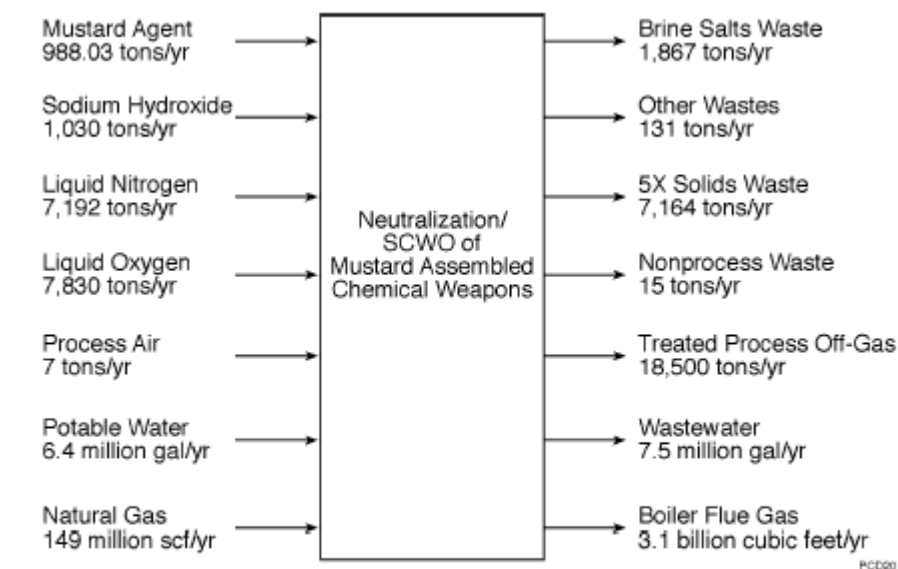 Mustard Agent
988.03 tons/yr
Sodium Hydroxide
1,030 tons/yr
Liquid Nitrogen
7,192 tons/yr
Liquid Oxygen
7,830 tons/yr
Process Air
7 tons/yr
Potable Water
6.4 million gal/yr
Natural Gas
149 million scf/yr
Neutralization/
SCWO of
Mustard Assembled
Chemical Weapons
Brine Salts Waste
1,867 tons/yr
Other Wastes
131 tons/yr
5X Solids Waste
7,164 tons/yr
Nonprocess Waste
15 tons/yr
Treated Process Off-Gas
18,500 tons/yr
Wastewater
7.5 million gal/yr
Boiler Flue Gas
3.1 billion cubic feet/yr
PCD20